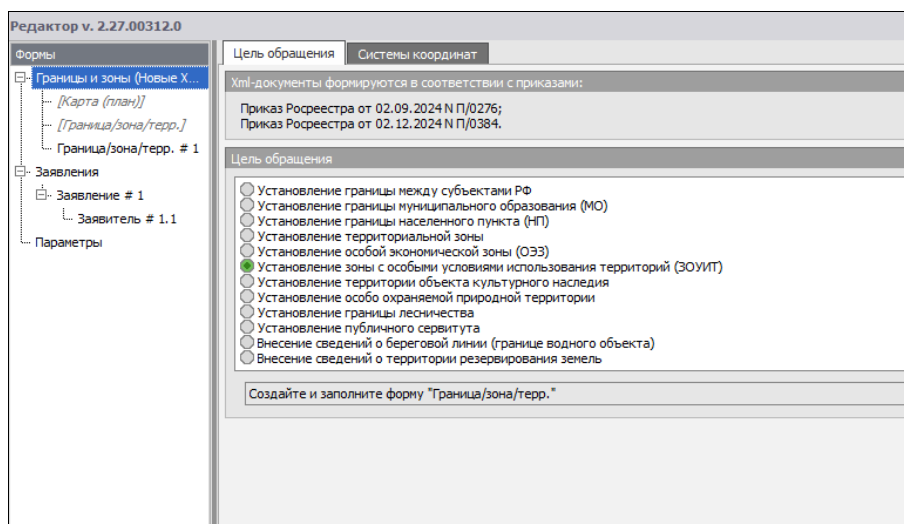 Редактор v. 2.27.00312.0
Формы
Границы и зоны (Новые X...
[Карта (план)]
[Граница/зона/терр.]
Граница/зона/терр. # 1
Заявления
Заявление # 1
Заявитель # 1.1
Параметры
Цель обращения
Системы координат
Xml-документы формируются в соответствии с приказами:
Приказ Росреестра от 02.09.2024 N П/0276;
Приказ Росреестра от 02.12.2024 N П/0384.
Цель обращения
Установление границы между субъектами РФ
Установление границы муниципального образования (МО)
Установление границы населенного пункта (НП)
Установление территориальной зоны
Установление особой экономической зоны (ОЭЗ)
Установление зоны с особыми условиями использования территорий (ЗОУИТ)
Установление территории объекта культурного наследия
Установление особо охраняемой природной территории
Установление границы лесничества
Установление публичного сервитута
Внесение сведений о береговой линии (границе водного объекта)
Внесение сведений о территории резервирования земель
Создайте и заполните форму "Граница/зона/терр."